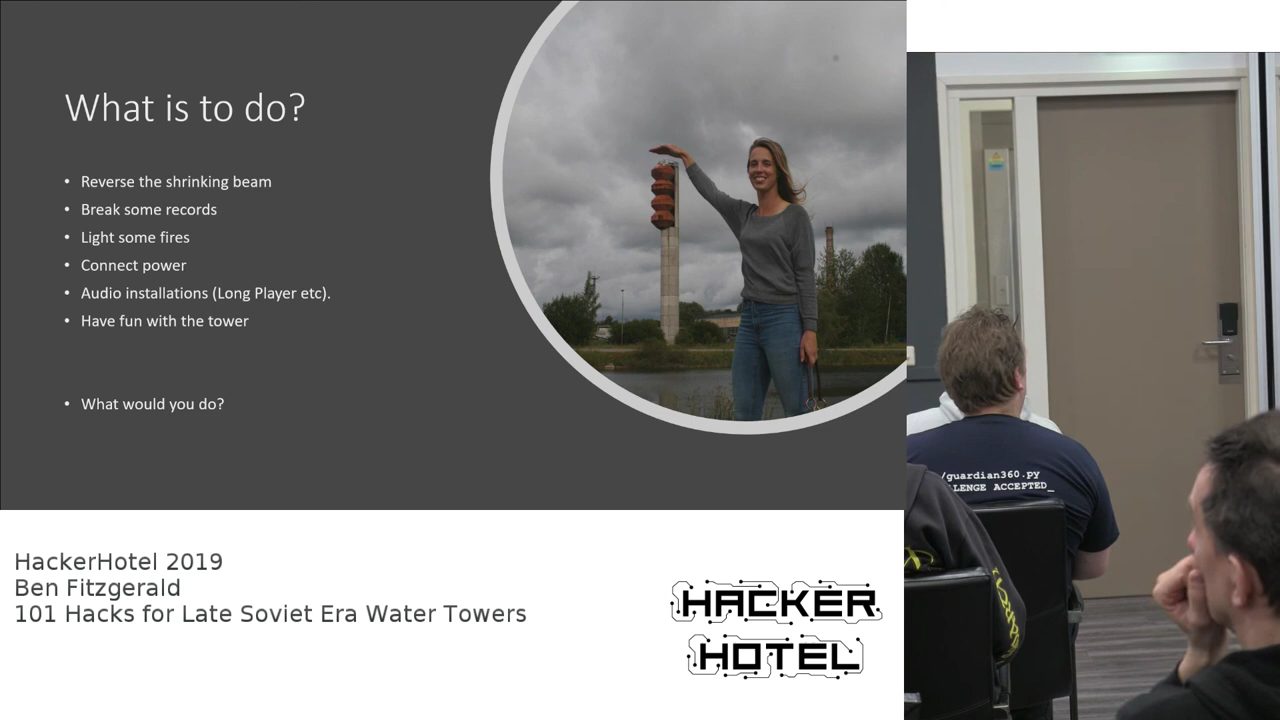 What is to do?
• Reverse the shrinking beam
• Break some records
• Light some fires
• Connect power
• Audio installations (Long Player etc).
• Have fun with the tower
• What would you do?
/guardian360.py
LENGE ACCEPTED_
HackerHotel 2019
Ben Fitzgerald
101 Hacks for Late Soviet Era Water Towers
HACKER
HOTEL